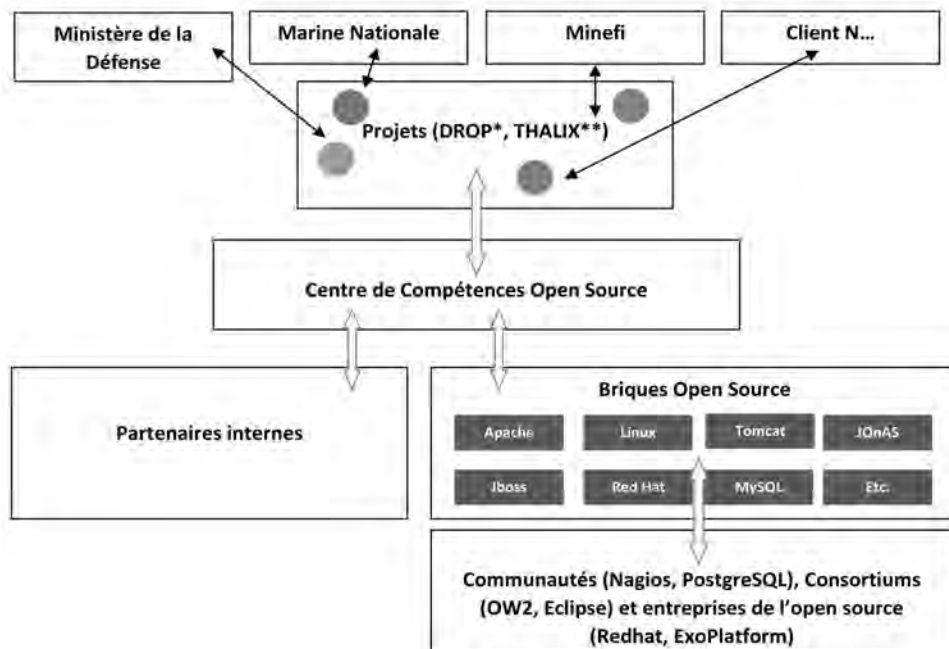 Ministère de la
Défense
Marine Nationale
Minefi
Client N...
Projets (DROP*, THALIX**)
Centre de Compétences Open Source
Partenaires internes
Briques Open Source
Apache
Linux
Tomcat
JOnAS
Jboss
Red Hat
MySQL
Etc.
Communautés (Nagios, PostgreSQL), Consortiums
(OW2, Eclipse) et entreprises de l'open source
(Redhat, ExoPlatform)